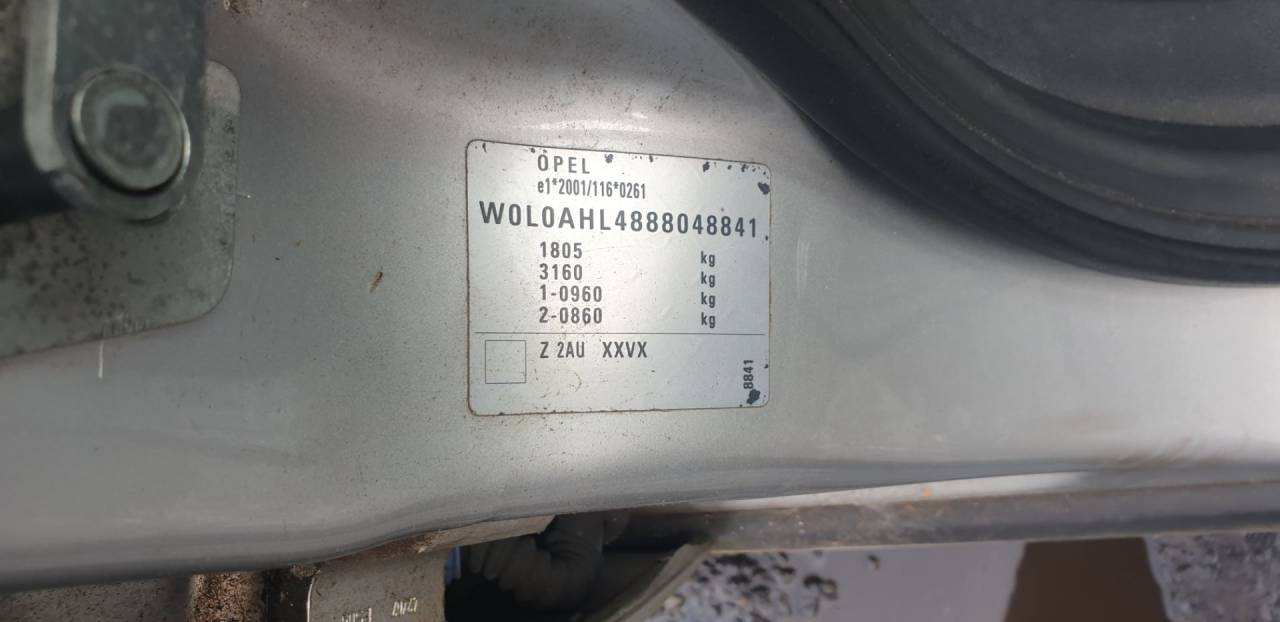 OPEL
e1*2001/116*0261
W0L0AHL4888048841
1805 kg
3160 kg
1-0960 kg
2-0860 kg
Z 2AU XXVX
8841